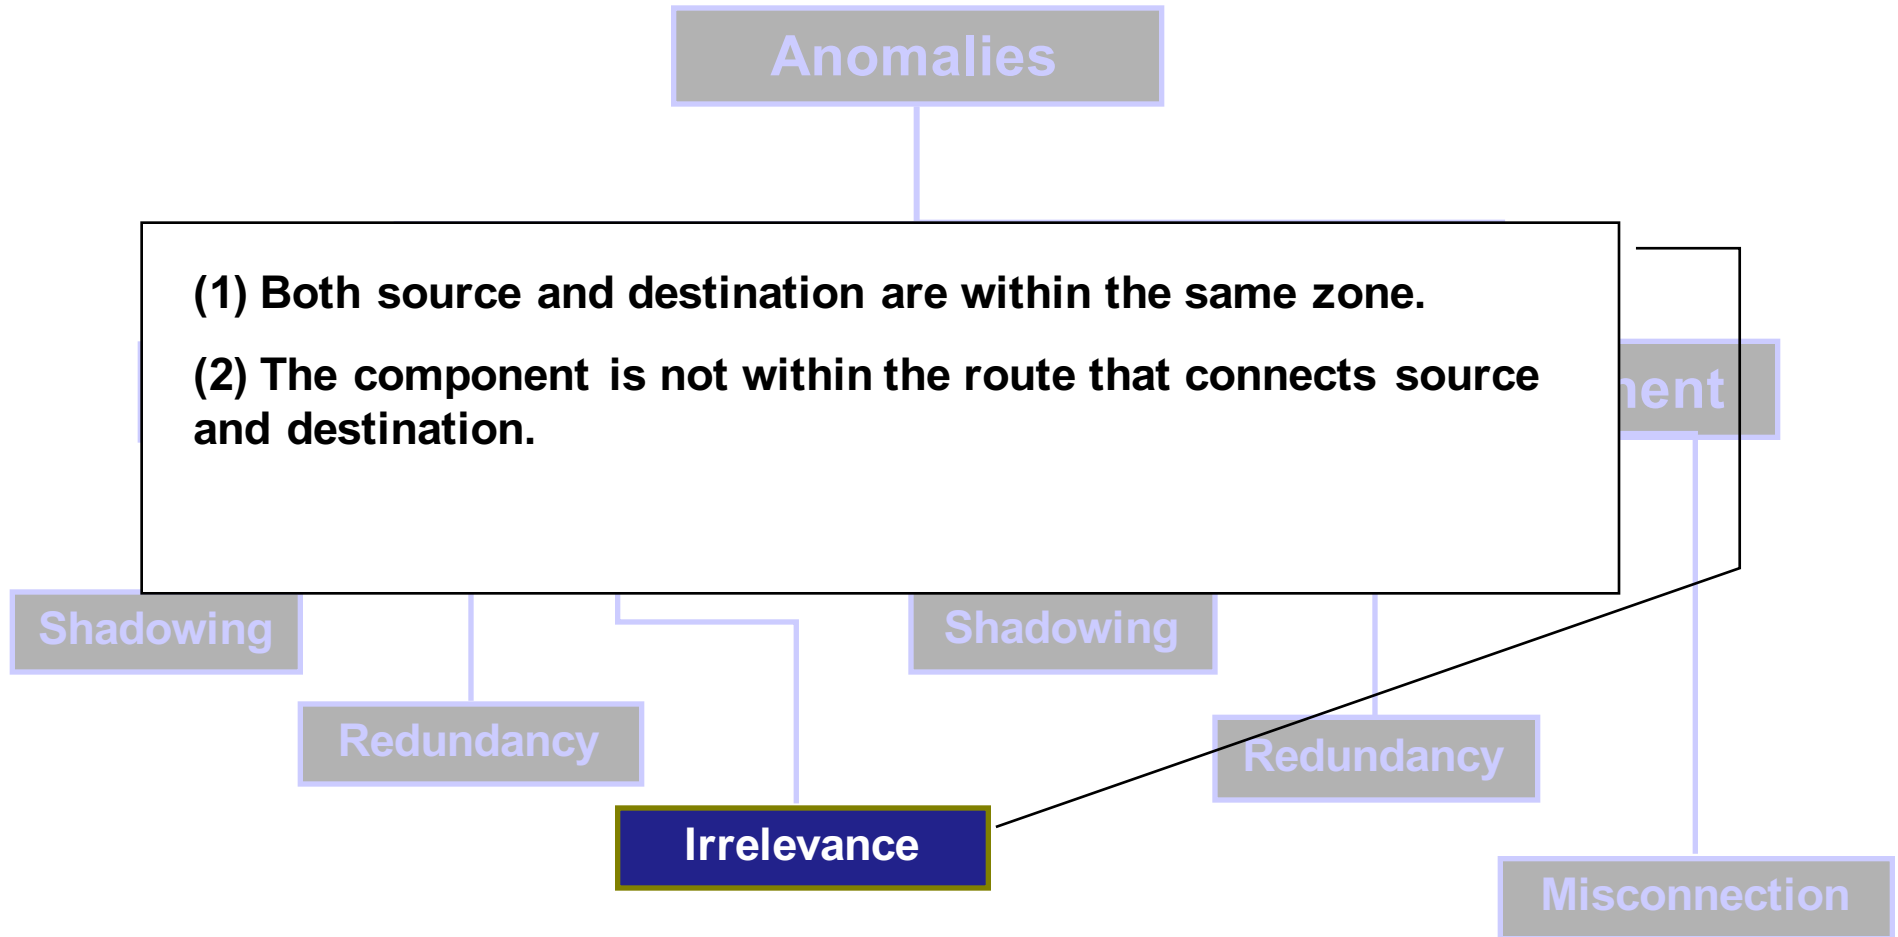 Anomalies
(1) Both source and destination are within the same zone.
(2) The component is not within the route that connects source
and destination.
Shadowing
Shadowing
Redundancy
Redundancy
Irrelevance
Misconnection